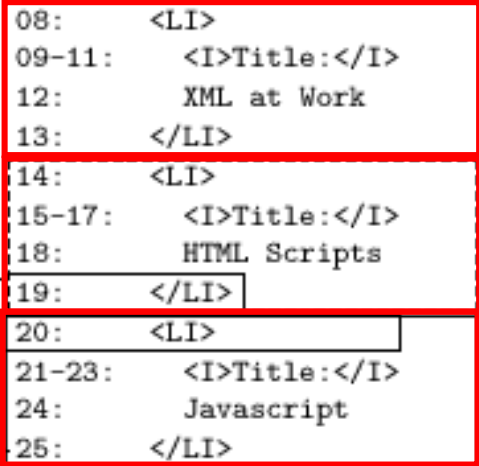 08: <LI>
09-11: <I>Title:</I>
12: XML at Work
13: </LI>
14: <LI>
15-17: <I>Title:</I>
18: HTML Scripts
19: </LI>
20: <LI>
21-23: <I>Title:</I>
24: Javascript
25: </LI>